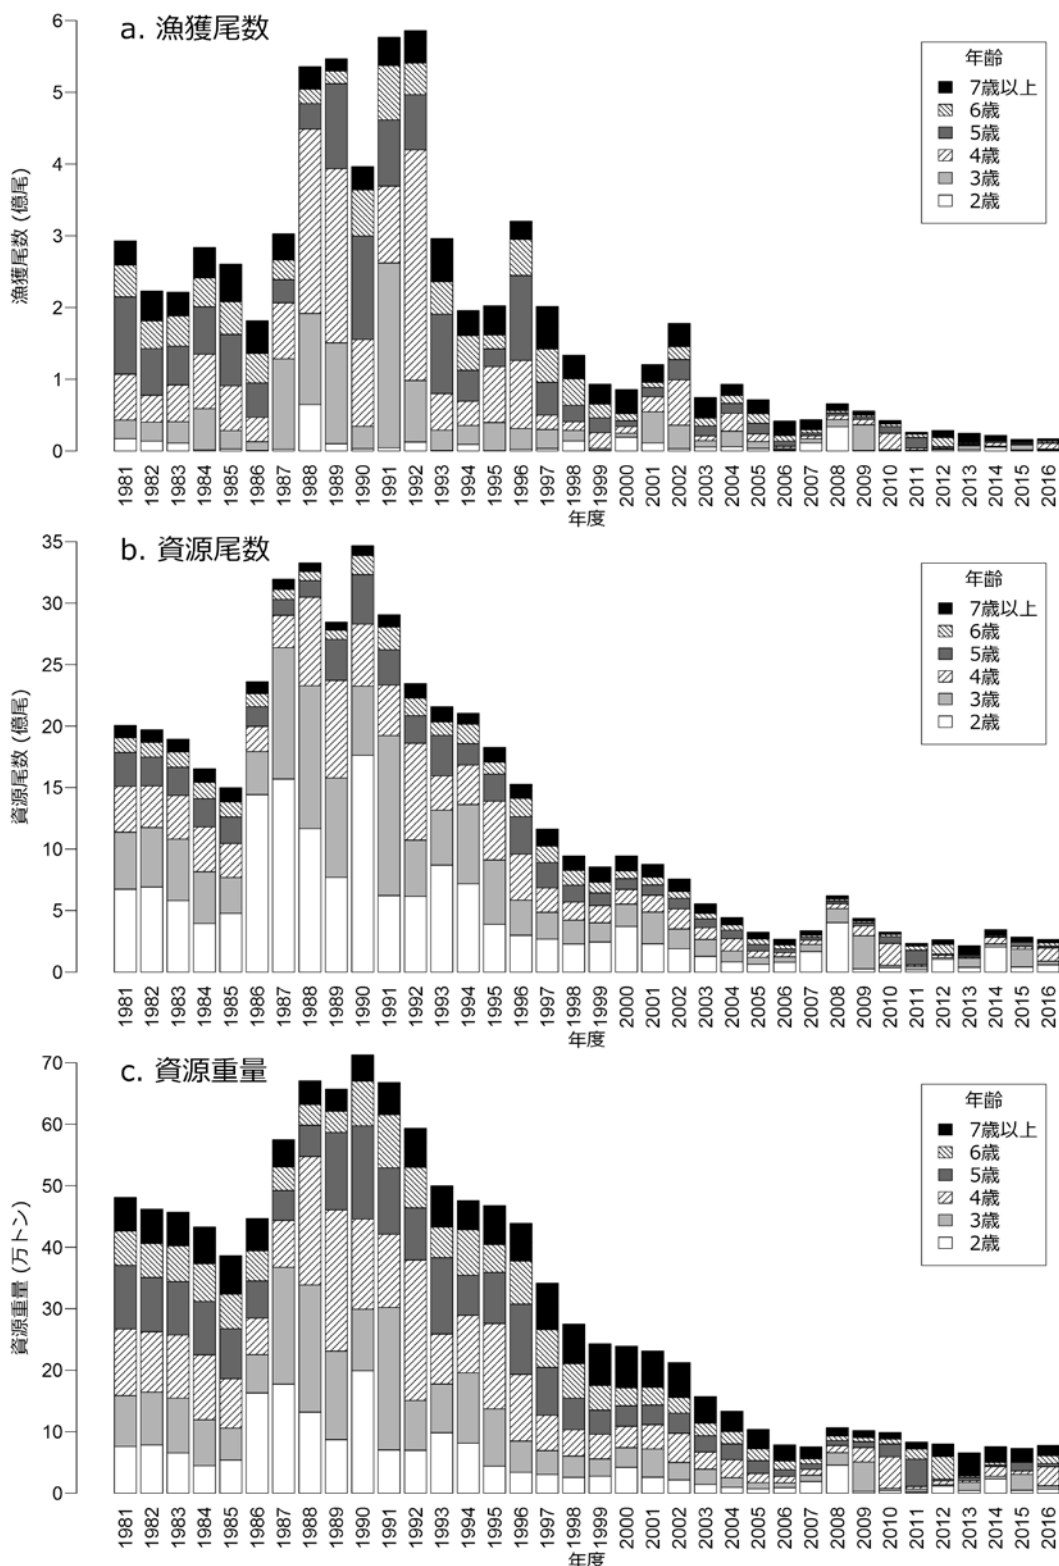 a. 漁獲尾数
漁獲尾数 (億尾)
6
5
4
3
2
1
0
年齢
7歳以上
6歳
5歳
4歳
3歳
2歳
1981 1982 1983 1984 1985 1986 1987 1988 1989 1990 1991 1992 1993 1994 1995 1996 1997 1998 1999 2000 2001 2002 2003 2004 2005 2006 2007 2008 2009 2010 2011 2012 2013 2014 2015 2016
年度
b. 資源尾数
資源尾数 (億尾)
35
30
25
20
15
10
5
0
年齢
7歳以上
6歳
5歳
4歳
3歳
2歳
1981 1982 1983 1984 1985 1986 1987 1988 1989 1990 1991 1992 1993 1994 1995 1996 1997 1998 1999 2000 2001 2002 2003 2004 2005 2006 2007 2008 2009 2010 2011 2012 2013 2014 2015 2016
年度
c. 資源重量
資源重量 (万トン)
70
60
50
40
30
20
10
0
年齢
7歳以上
6歳
5歳
4歳
3歳
2歳
1981 1982 1983 1984 1985 1986 1987 1988 1989 1990 1991 1992 1993 1994 1995 1996 1997 1998 1999 2000 2001 2002 2003 2004 2005 2006 2007 2008 2009 2010 2011 2012 2013 2014 2015 2016
年度